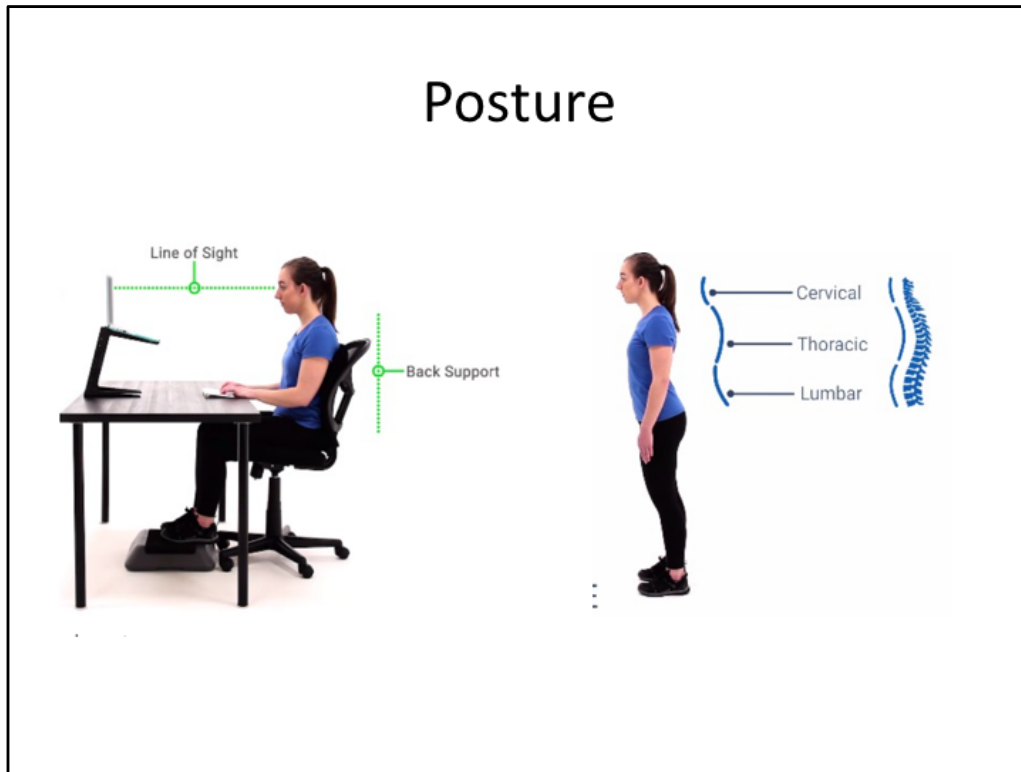 Posture
Line of Sight
Back Support
Cervical
Thoracic
Lumbar